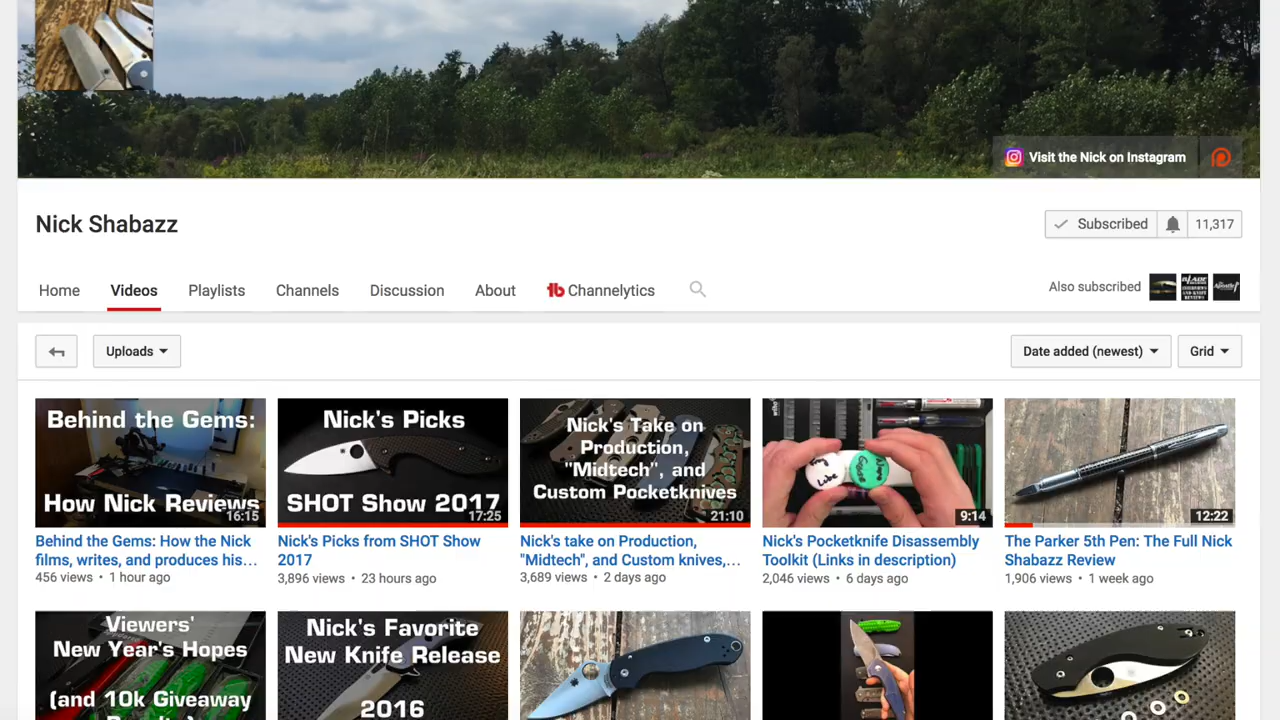 Visit the Nick on Instagram
Nick Shabazz
Subscribed
11,317
Home
Videos
Playlists
Channels
Discussion
About
Channelytics
Also subscribed
Uploads
Date added (newest)
Grid
Behind the Gems:
How Nick Reviews
16:15
Nick's Picks
SHOT Show 2017
17:25
Nick's Take on
Production,
"Midtech", and
Custom Pocketknives
21:10
9:14
12:22
Behind the Gems: How the Nick
films, writes, and produces his…
456 views • 1 hour ago
Nick's Picks from SHOT Show
2017
3,896 views • 23 hours ago
Nick's take on Production,
"Midtech", and Custom knives,…
3,689 views • 2 days ago
Nick's Pocketknife Disassembly
Toolkit (Links in description)
2,046 views • 6 days ago
The Parker 5th Pen: The Full Nick
Shabazz Review
1,906 views • 1 week ago
Viewers'
New Year's Hopes
(and 10k Giveaway
Nick's Favorite
New Knife Release
2016